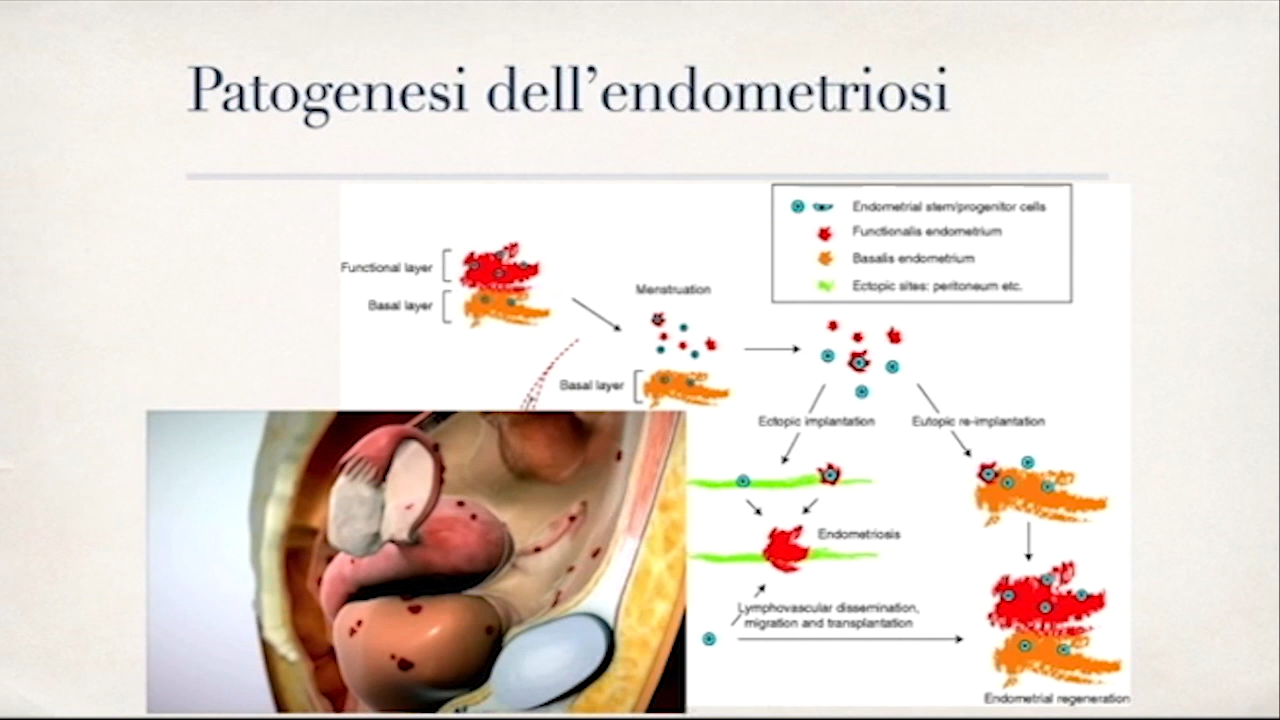 Patogenesi dell'endometriosi
Endometrial stem/progenitor cells
Functionalis endometrium
Basalis endometrium
Ectopic sites: peritoneum etc.
Functional layer
Basal layer
Menstruation
Basal layer
Ectopic implantation
Eutopic re-implantation
Endometriosis
Lymphovascular dissemination,
migration and transplantation
Endometrial regeneration